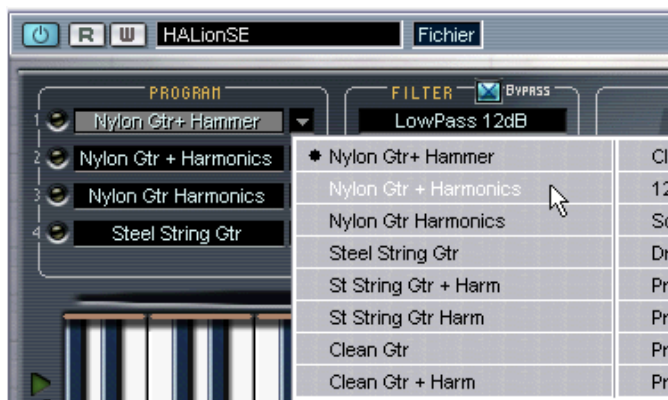 R W HALionSE Fichier
PROGRAM FILTER BYPASS
1 Nylon Gtr+ Hammer LowPass 12dB
2 Nylon Gtr + Harmonics
3 Nylon Gtr Harmonics
4 Steel String Gtr
Nylon Gtr+ Hammer
Nylon Gtr + Harmonics
Nylon Gtr Harmonics
Steel String Gtr
St String Gtr + Harm
St String Gtr Harm
Clean Gtr
Clean Gtr + Harm